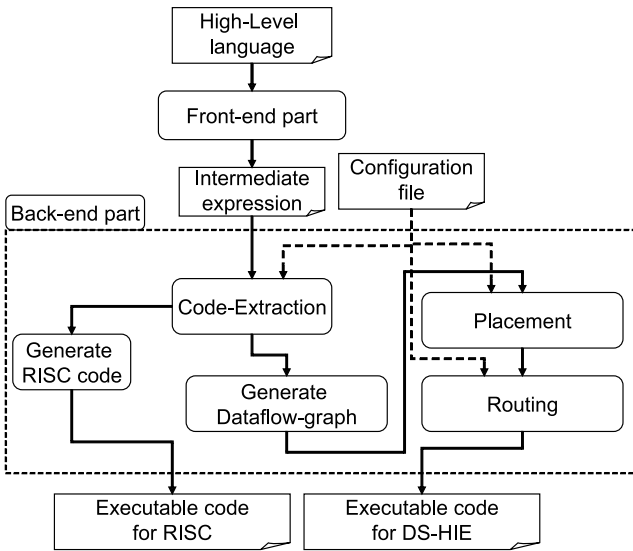 High-Level
language
Front-end part
Intermediate
expression
Configuration
file
Back-end part
Code-Extraction
Placement
Generate
RISC code
Generate
Dataflow-graph
Routing
Executable code
for RISC
Executable code
for DS-HIE